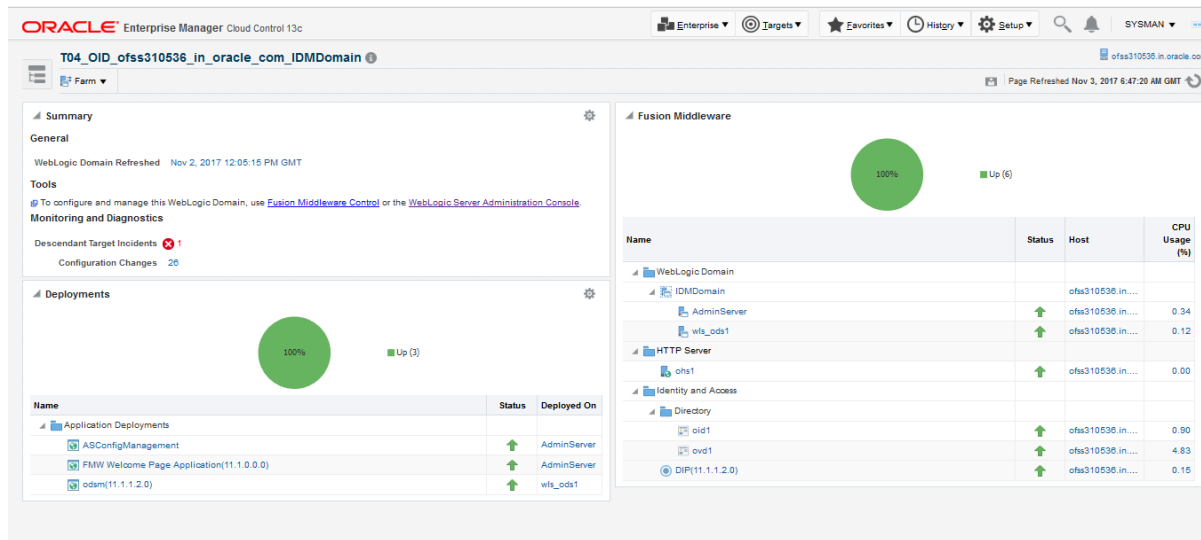 ORACLE Enterprise Manager Cloud Control 13c
Enterprise Targets Favorites History Setup SYSMAN
T04_OID_ofss310536_in_oracle_com_IDMDomain
ofss310536.in.oracle.co
Farm
Page Refreshed Nov 3, 2017 6:47:20 AM GMT
Summary
General
WebLogic Domain Refreshed Nov 2, 2017 12:05:15 PM GMT
Tools
To configure and manage this WebLogic Domain, use Fusion Middleware Control or the WebLogic Server Administration Console.
Monitoring and Diagnostics
Descendant Target Incidents 1
Configuration Changes 26
Deployments
100%
Up (3)
Name Status Deployed On
Application Deployments
ASConfigManagement AdminServer
FMW Welcome Page Application(11.1.0.0.0) AdminServer
odsm(11.1.1.2.0) wls_ods1
Fusion Middleware
100%
Up (6)
Name Status Host CPU Usage (%)
WebLogic Domain
IDMDomain ofss310536.in....
AdminServer ofss310536.in.... 0.34
wls_ods1 ofss310536.in.... 0.12
HTTP Server
ohs1 ofss310536.in.... 0.00
Identity and Access
Directory
oid1 ofss310536.in.... 0.90
ovd1 ofss310536.in.... 4.83
DIP(11.1.1.2.0) ofss310536.in.... 0.15